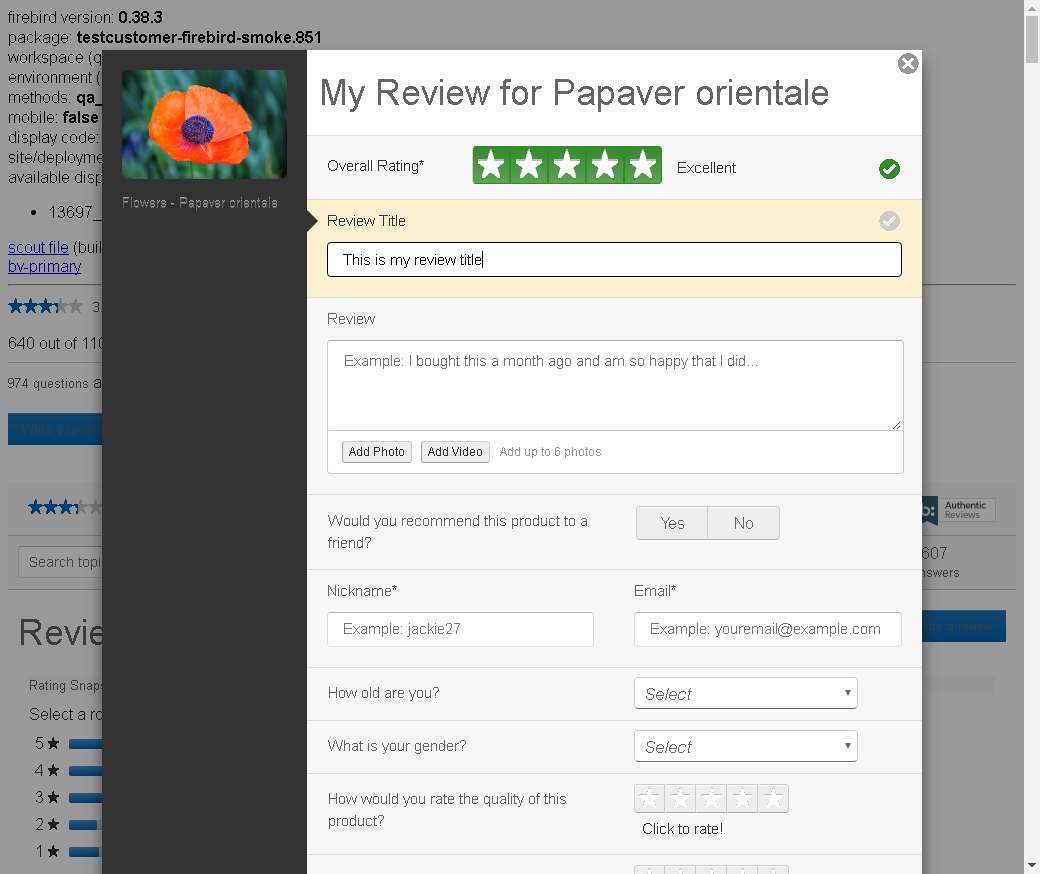 firebird version: 0.38.3
package: testcustomer-firebird-smoke.851
workspace (q
environment (
methods: qa_
mobile: false
display code:
site/deployme
available disp
13697_
scout file (buil
bv-primary
3.
640 out of 110
974 questions a
Write a review
Search topi
Revie
Rating Snaps
Select a ro
5
4
3
2
1
Flowers - Papaver orientale
My Review for Papaver orientale
Overall Rating*
Excellent
Review Title
This is my review title
Review
Example: I bought this a month ago and am so happy that I did...
Add Photo Add Video Add up to 6 photos
Would you recommend this product to a
friend?
Yes No
Nickname* Email*
Example: jackie27 Example: youremail@example.com
How old are you? Select
What is your gender? Select
How would you rate the quality of this
product?
Click to rate!
b:
Authentic
Reviews
607
nswers
te a review